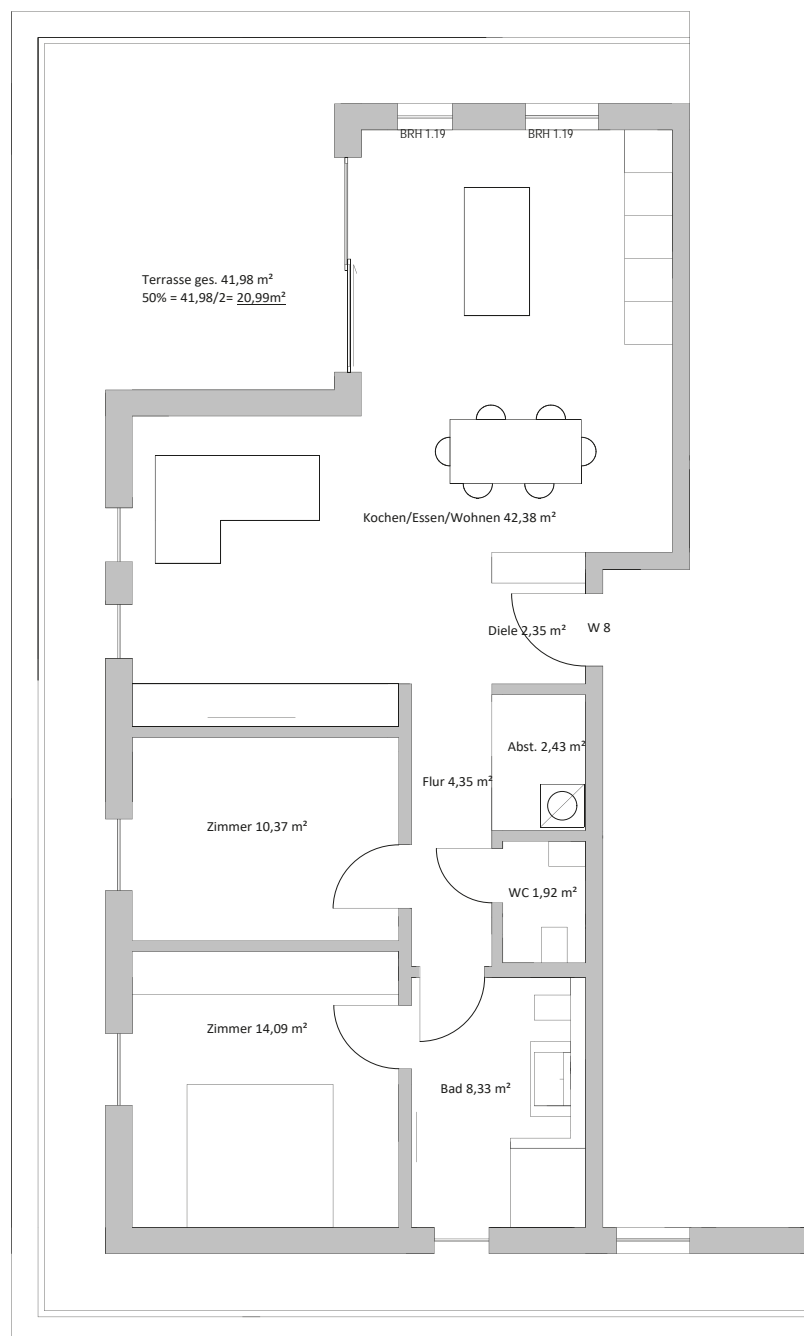 BRH 1.19 BRH 1.19
Terrasse ges. 41,98 m²
50% = 41,98/2= 20,99m²
Kochen/Essen/Wohnen 42,38 m²
Diele 2,35 m² W 8
Abst. 2,43 m²
Flur 4,35 m²
Zimmer 10,37 m²
WC 1,92 m²
Zimmer 14,09 m²
Bad 8,33 m²